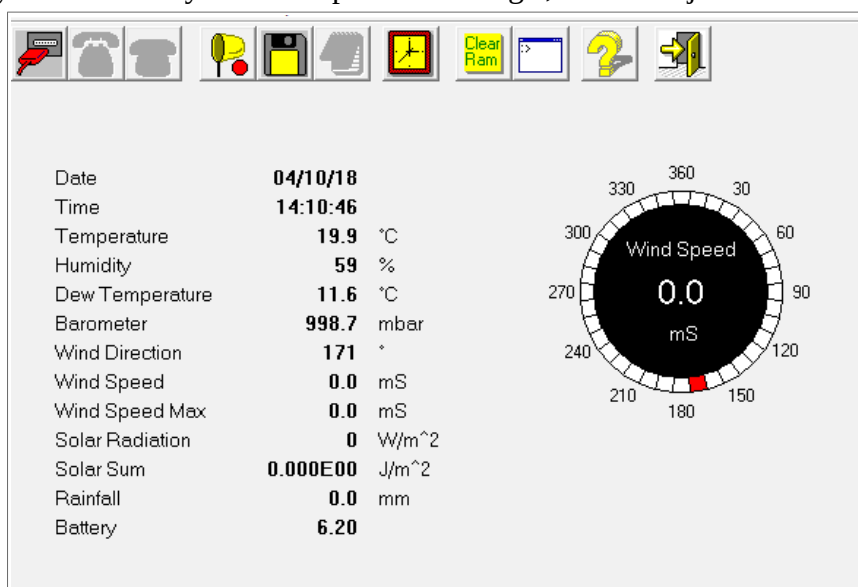 Clear
Ram
Date 04/10/18
Time 14:10:46
Temperature 19.9 °C
Humidity 59 %
Dew Temperature 11.6 °C
Barometer 998.7 mbar
Wind Direction 171 °
Wind Speed 0.0 mS
Wind Speed Max 0.0 mS
Solar Radiation 0 W/m^2
Solar Sum 0.000E00 J/m^2
Rainfall 0.0 mm
Battery 6.20
360
330 30
300 60
Wind Speed
270 0.0 90
mS
240 120
210 150
180